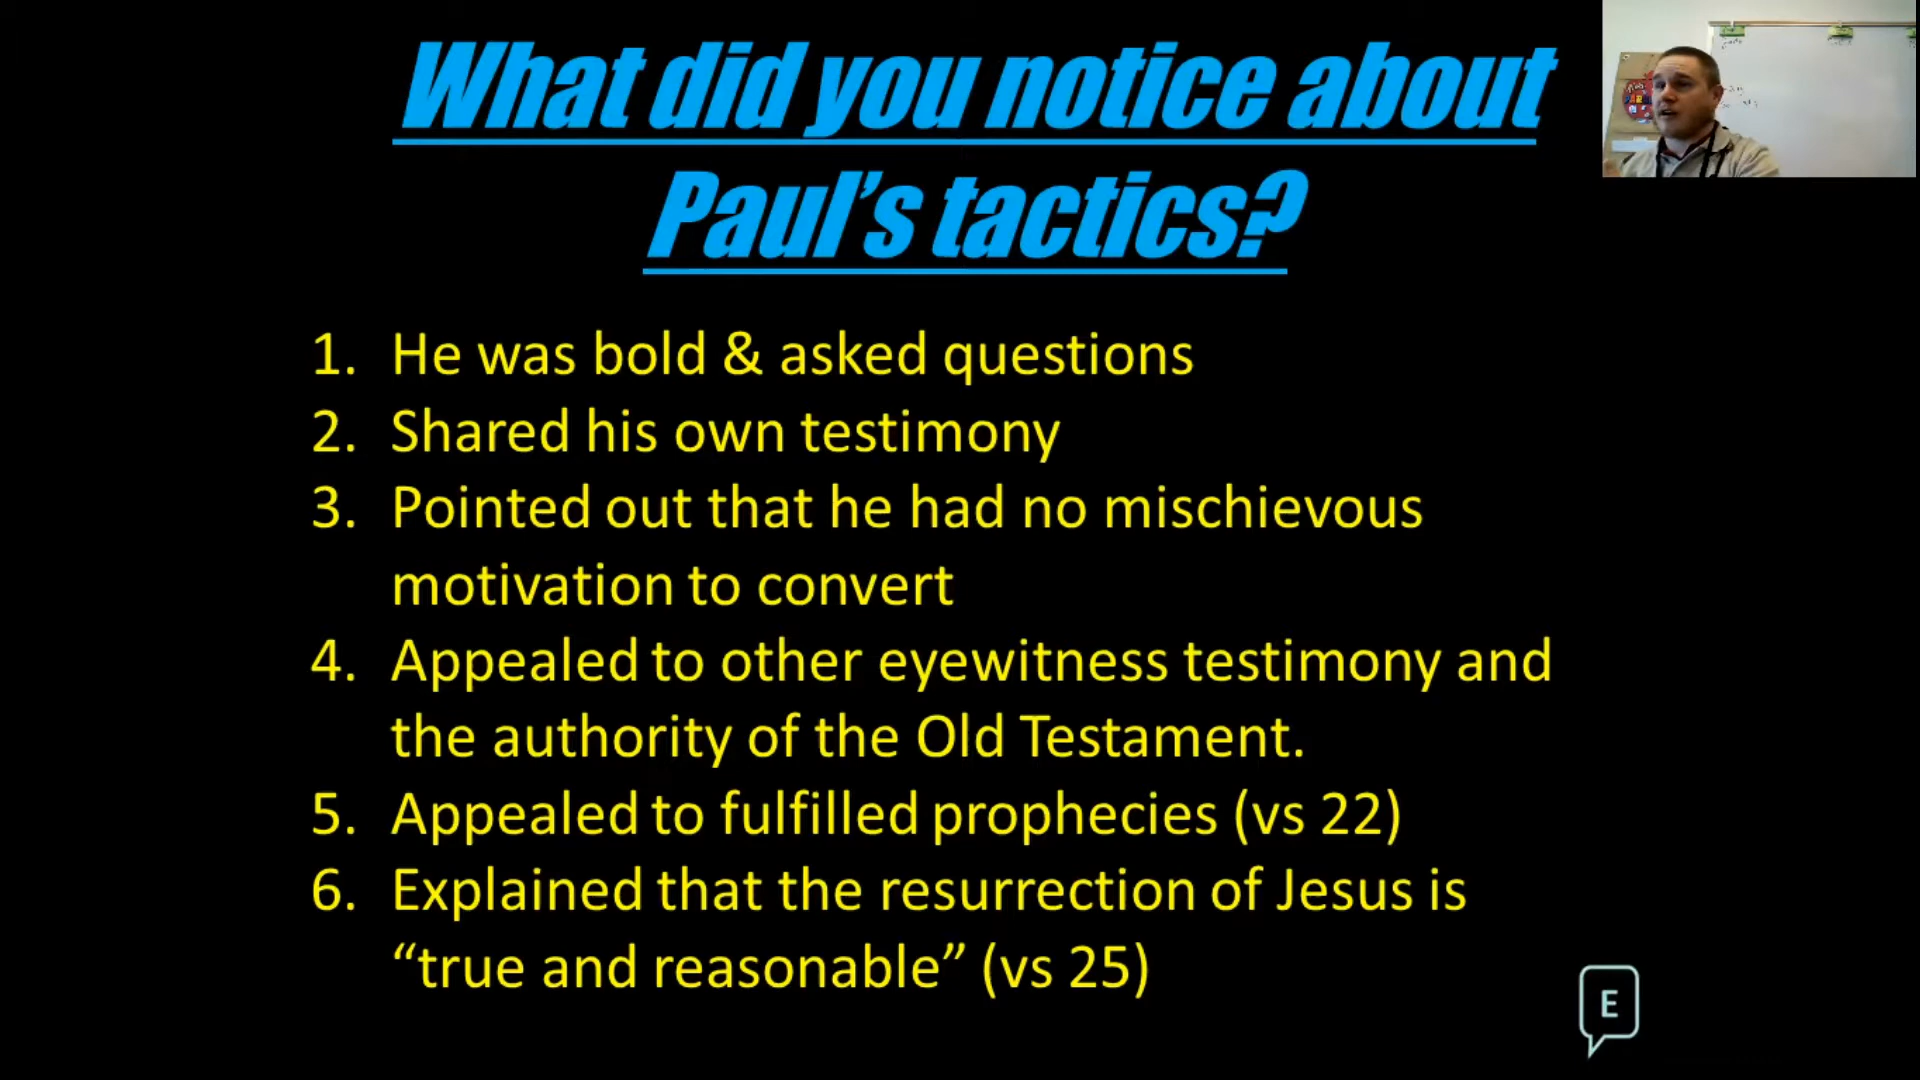 What did you notice about
Paul’s tactics?
1. He was bold & asked questions
2. Shared his own testimony
3. Pointed out that he had no mischievous
motivation to convert
4. Appealed to other eyewitness testimony and
the authority of the Old Testament.
5. Appealed to fulfilled prophecies (vs 22)
6. Explained that the resurrection of Jesus is
“true and reasonable” (vs 25)
E